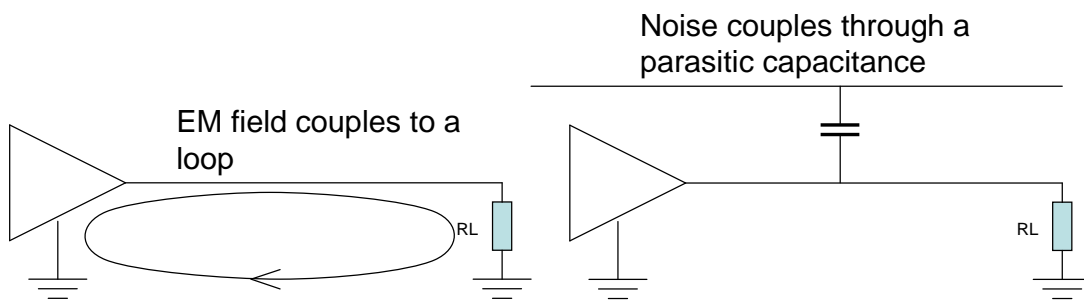 EM field couples to a
loop
RL
Noise couples through a
parasitic capacitance
RL